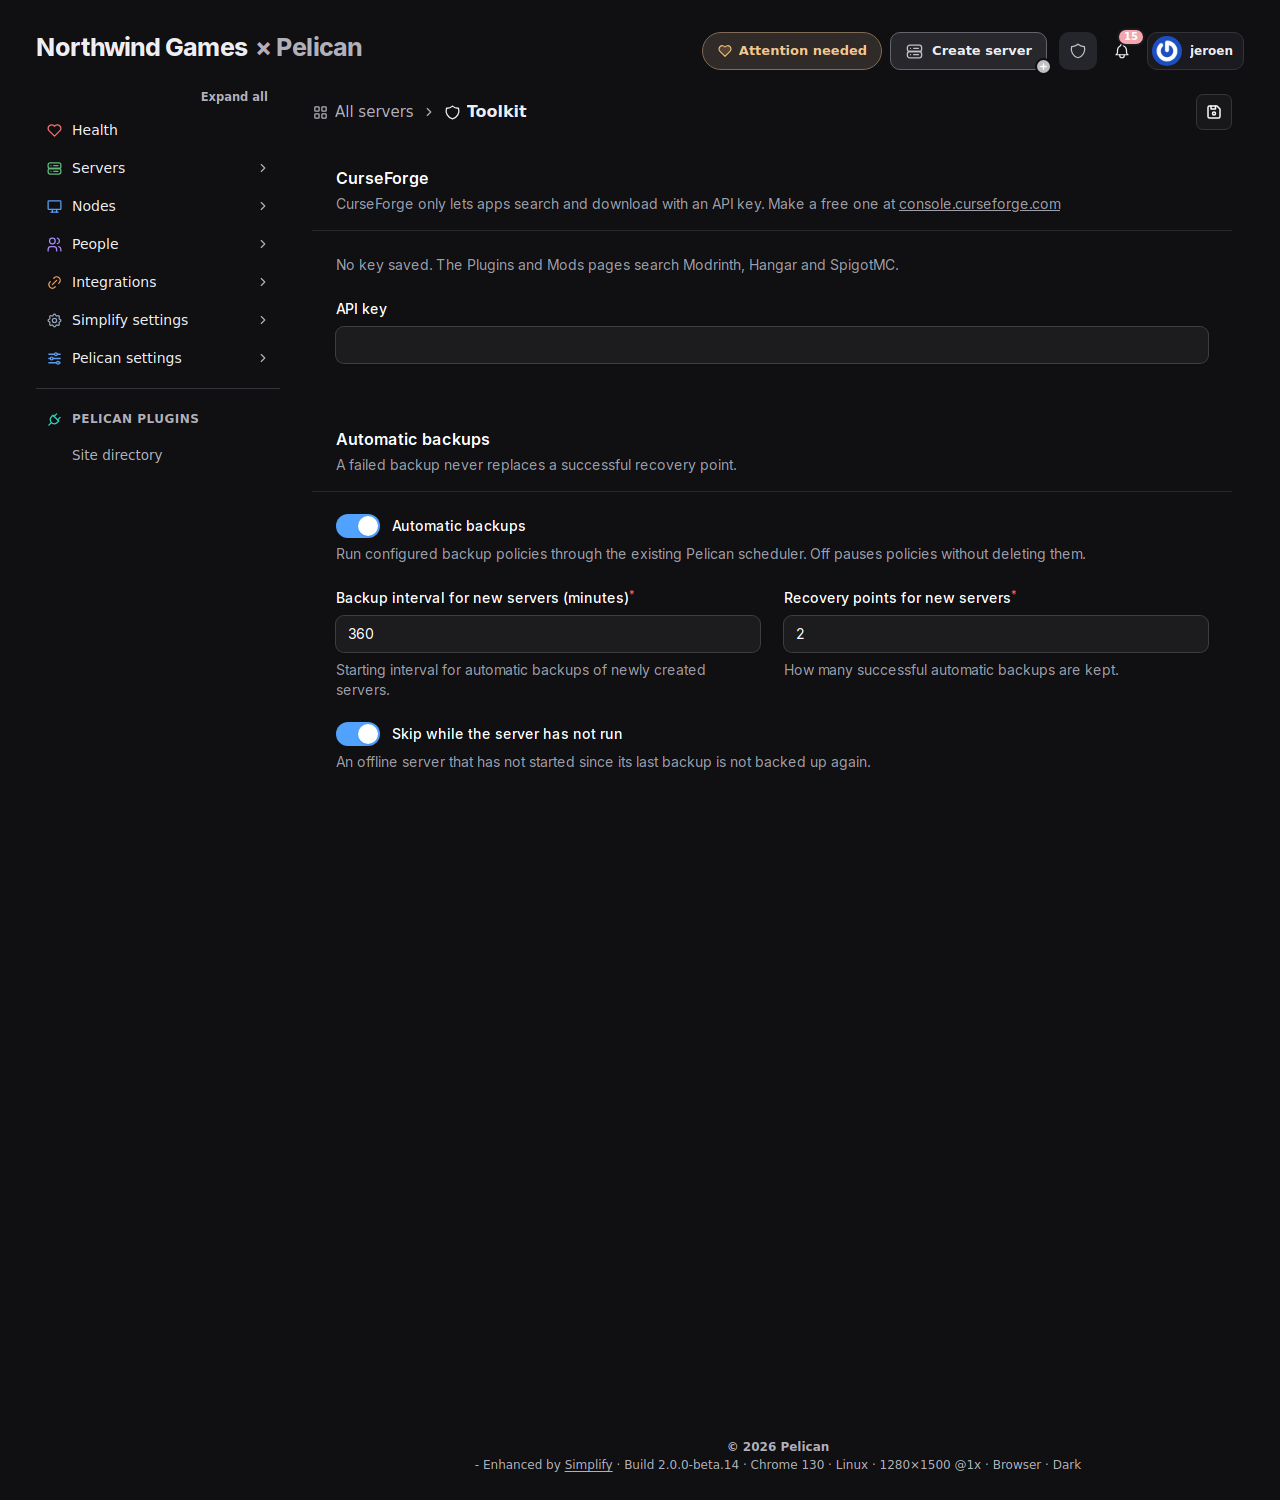 Northwind Games × Pelican
Attention needed
Create server
15
jeroen
Expand all
Health
Servers
Nodes
People
Integrations
Simplify settings
Pelican settings
PELICAN PLUGINS
Site directory
All servers
Toolkit
CurseForge
CurseForge only lets apps search and download with an API key. Make a free one at console.curseforge.com
No key saved. The Plugins and Mods pages search Modrinth, Hangar and SpigotMC.
API key
Automatic backups
A failed backup never replaces a successful recovery point.
Automatic backups
Run configured backup policies through the existing Pelican scheduler. Off pauses policies without deleting them.
Backup interval for new servers (minutes)*
360
Starting interval for automatic backups of newly created
servers.
Recovery points for new servers*
2
How many successful automatic backups are kept.
Skip while the server has not run
An offline server that has not started since its last backup is not backed up again.
© 2026 Pelican
- Enhanced by Simplify · Build 2.0.0-beta.14 · Chrome 130 · Linux · 1280×1500 @1x · Browser · Dark